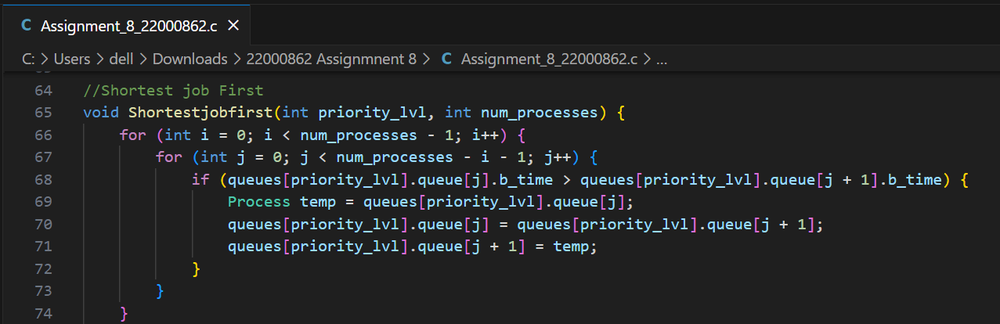 C Assignment_8_22000862.c ×
C: > Users > dell > Downloads > 22000862 Assignmnent 8 > C Assignment_8_22000862.c > ...
64 //Shortest job First
65 void Shortestjobfirst(int priority_lvl, int num_processes) {
66 for (int i = 0; i < num_processes - 1; i++) {
67 for (int j = 0; j < num_processes - i - 1; j++) {
68 if (queues[priority_lvl].queue[j].b_time > queues[priority_lvl].queue[j + 1].b_time) {
69 Process temp = queues[priority_lvl].queue[j];
70 queues[priority_lvl].queue[j] = queues[priority_lvl].queue[j + 1];
71 queues[priority_lvl].queue[j + 1] = temp;
72 }
73 }
74 }